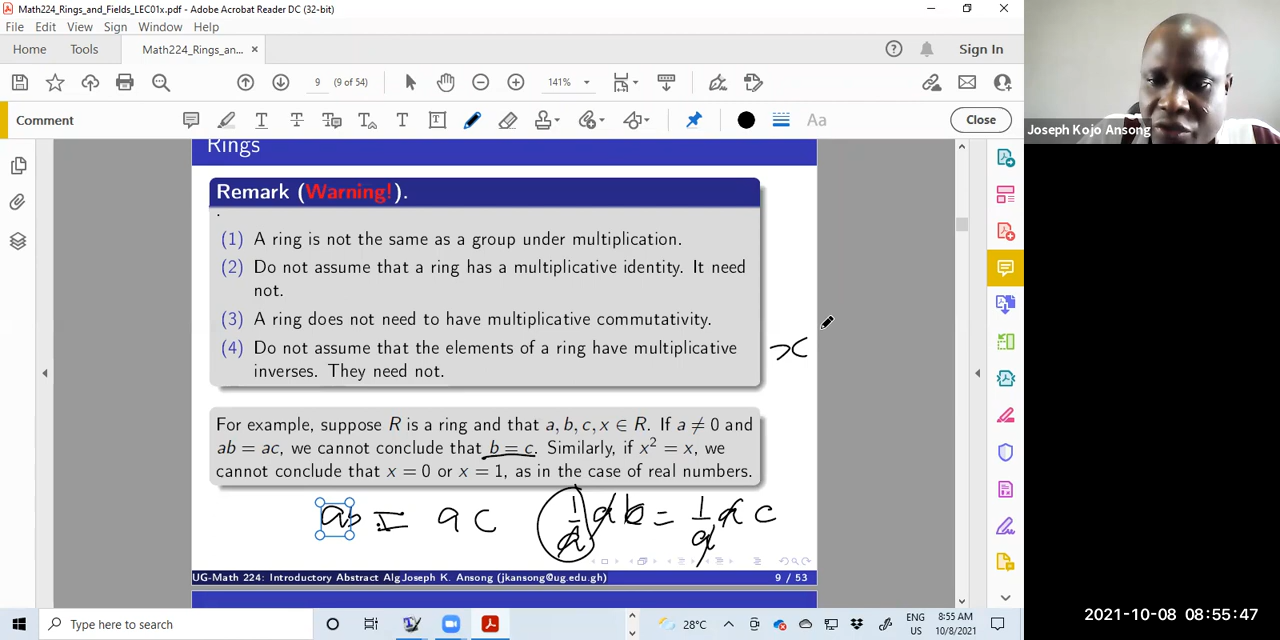 Math224_Rings_and_Fields_LEC01x.pdf - Adobe Acrobat Reader DC (32-bit)
File Edit View Sign Window Help
Home Tools Math224_Rings_an... × Sign In
9 (9 of 54) 141%
Comment Close
Joseph Kojo Ansong
Rings
Remark (Warning!).
.
(1) A ring is not the same as a group under multiplication.
(2) Do not assume that a ring has a multiplicative identity. It need
not.
(3) A ring does not need to have multiplicative commutativity.
(4) Do not assume that the elements of a ring have multiplicative
inverses. They need not.
x
For example, suppose R is a ring and that a, b, c, x ∈ R. If a ≠ 0 and
ab = ac, we cannot conclude that b = c. Similarly, if x² = x, we
cannot conclude that x = 0 or x = 1, as in the case of real numbers.
ab = ac 1/a ab = 1/a ac
UG-Math 224: Introductory Abstract Alg Joseph K. Ansong (jkansong@ug.edu.gh) 9 / 53
Type here to search 28°C ENG US 8:55 AM 10/8/2021
2021-10-08 08:55:47